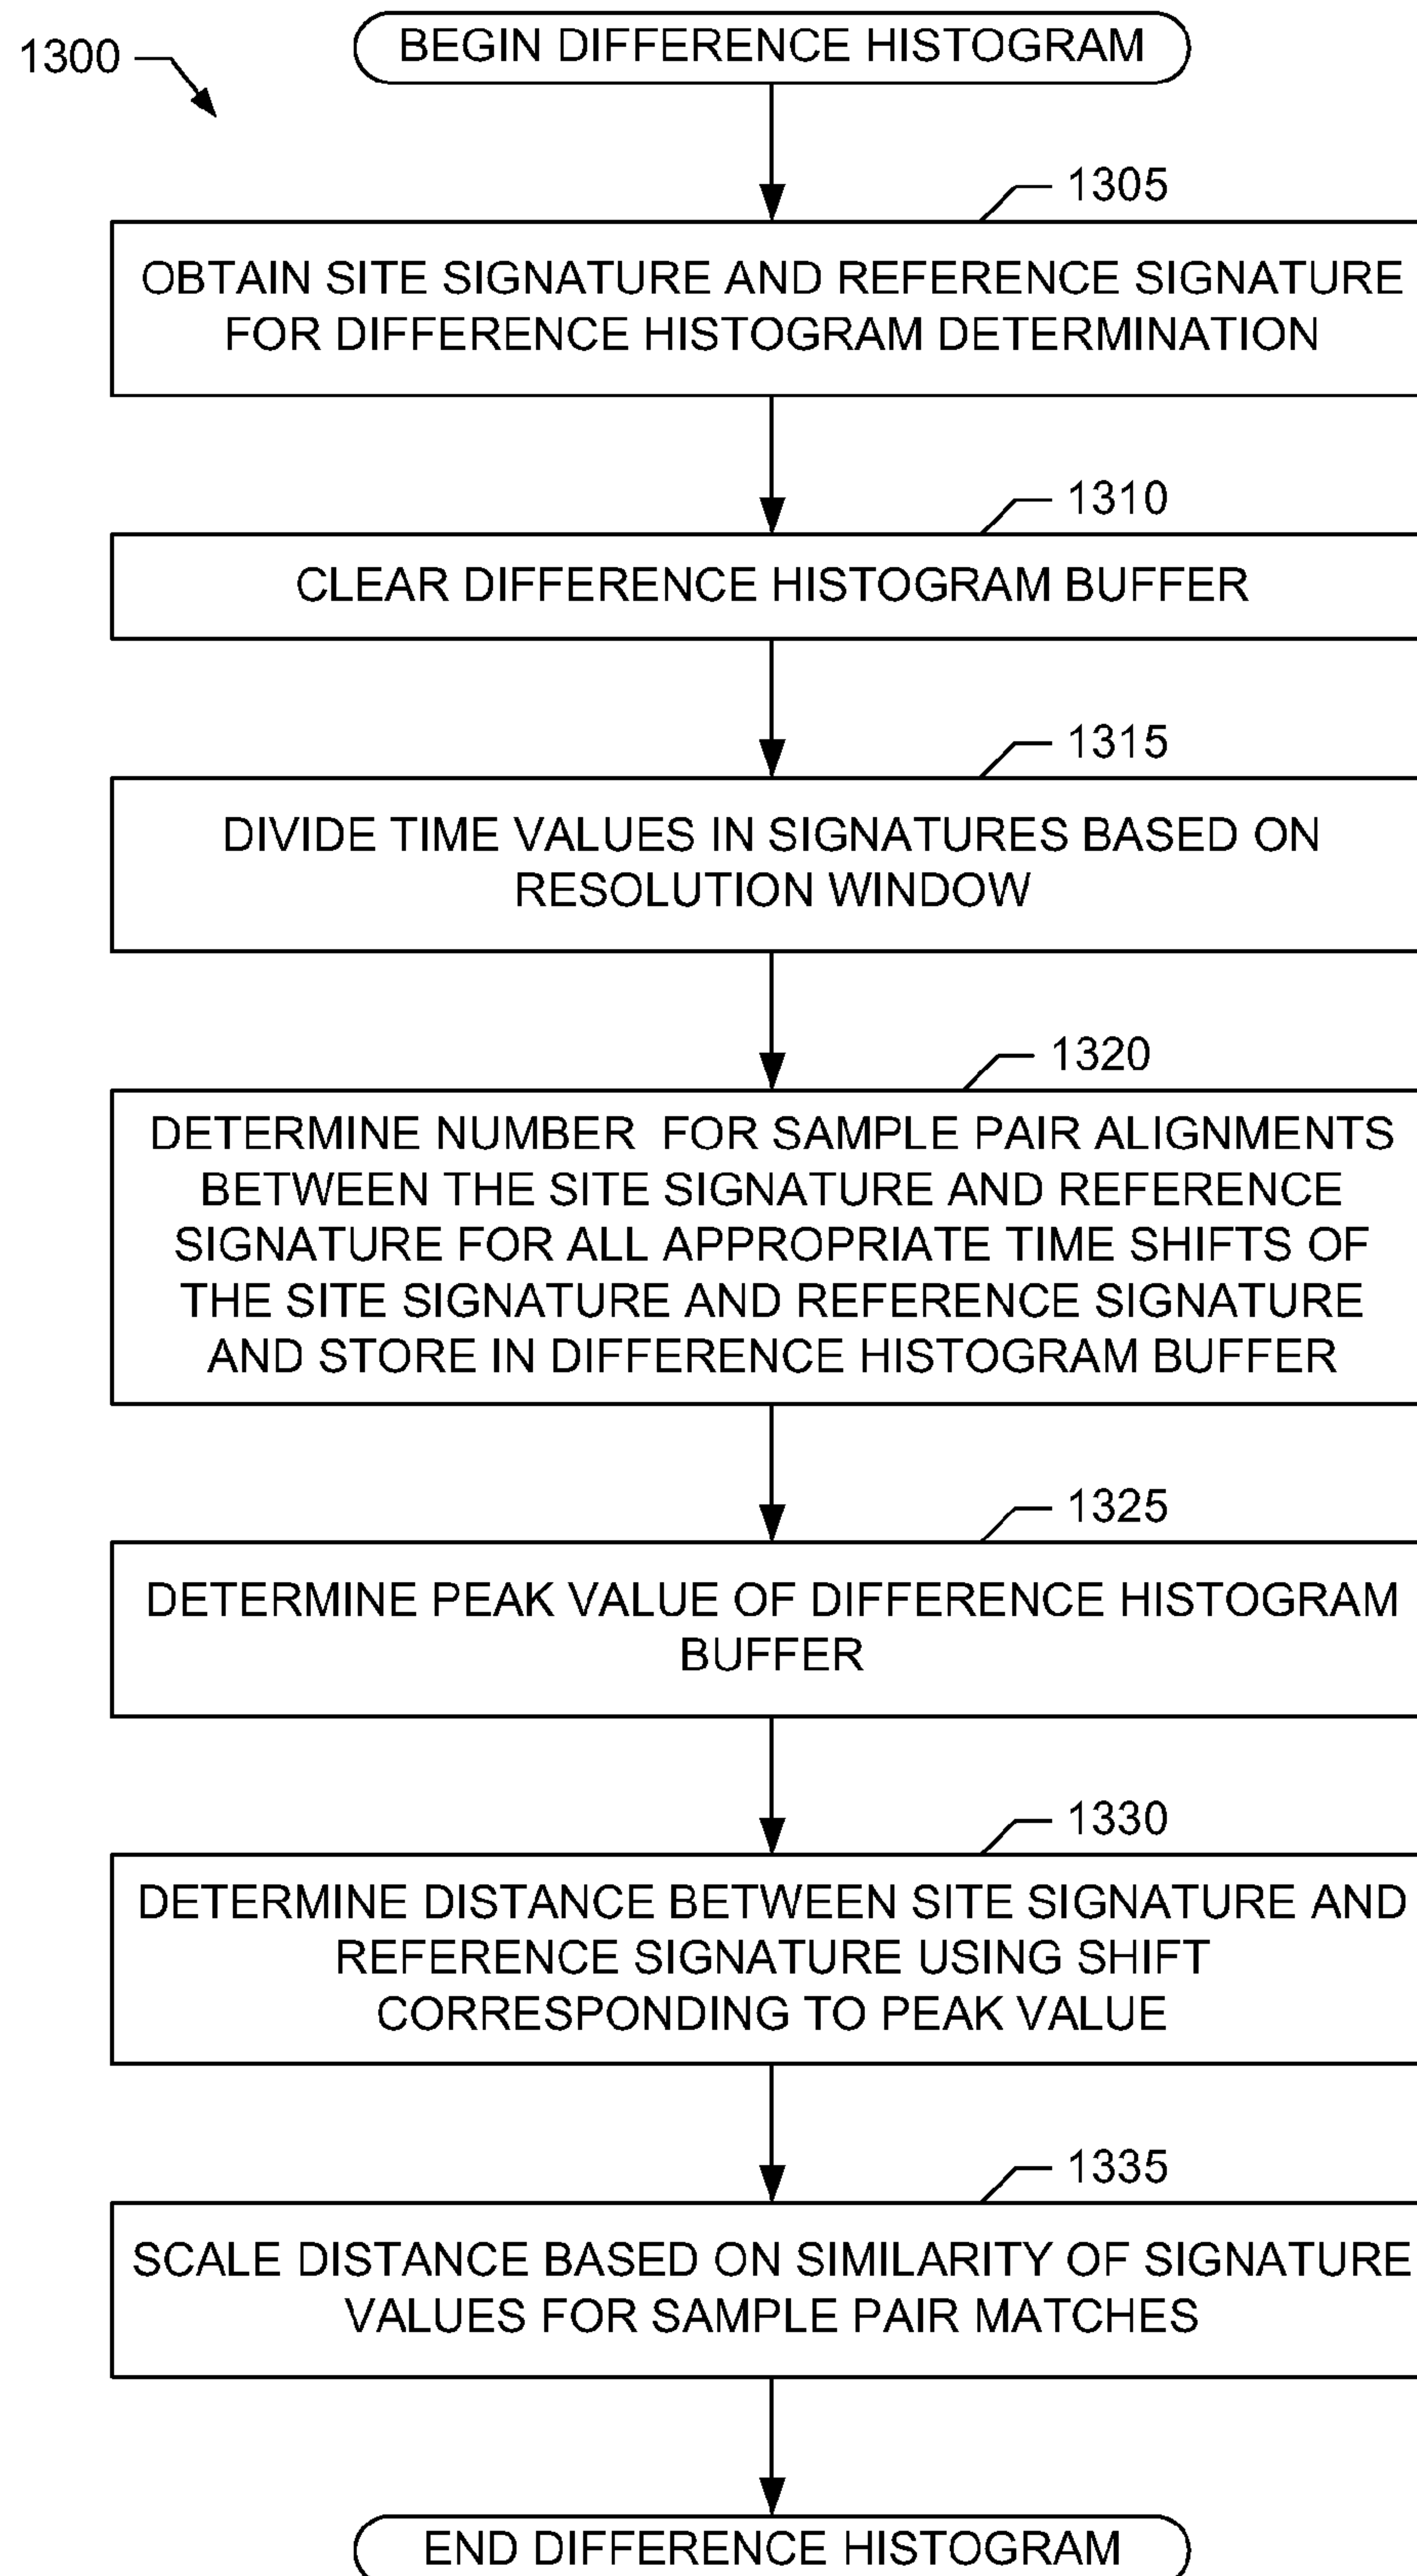 1300
BEGIN DIFFERENCE HISTOGRAM
1305
OBTAIN SITE SIGNATURE AND REFERENCE SIGNATURE
FOR DIFFERENCE HISTOGRAM DETERMINATION
1310
CLEAR DIFFERENCE HISTOGRAM BUFFER
1315
DIVIDE TIME VALUES IN SIGNATURES BASED ON
RESOLUTION WINDOW
1320
DETERMINE NUMBER FOR SAMPLE PAIR ALIGNMENTS
BETWEEN THE SITE SIGNATURE AND REFERENCE
SIGNATURE FOR ALL APPROPRIATE TIME SHIFTS OF
THE SITE SIGNATURE AND REFERENCE SIGNATURE
AND STORE IN DIFFERENCE HISTOGRAM BUFFER
1325
DETERMINE PEAK VALUE OF DIFFERENCE HISTOGRAM
BUFFER
1330
DETERMINE DISTANCE BETWEEN SITE SIGNATURE AND
REFERENCE SIGNATURE USING SHIFT
CORRESPONDING TO PEAK VALUE
1335
SCALE DISTANCE BASED ON SIMILARITY OF SIGNATURE
VALUES FOR SAMPLE PAIR MATCHES
END DIFFERENCE HISTOGRAM